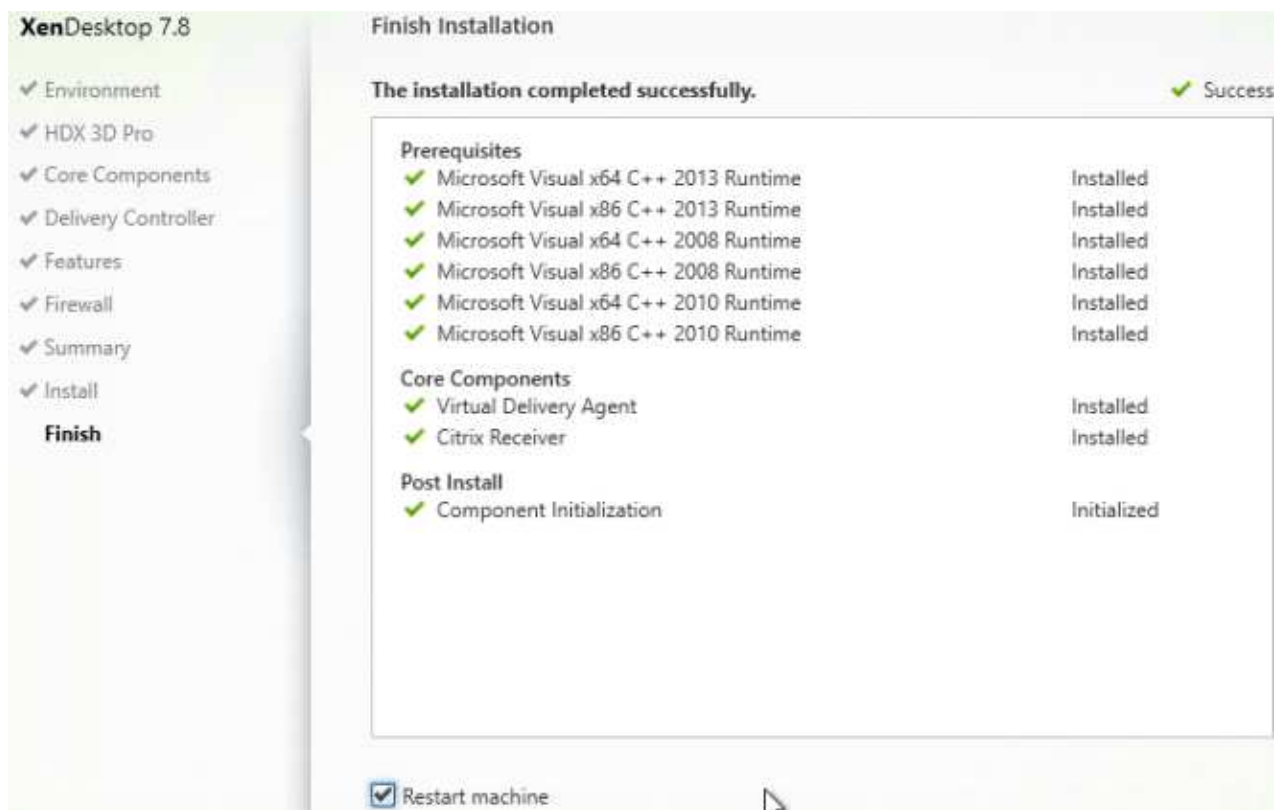 XenDesktop 7.8
Environment
HDX 3D Pro
Core Components
Delivery Controller
Features
Firewall
Summary
Install
Finish
Finish Installation
The installation completed successfully.
Success
Prerequisites
Microsoft Visual x64 C++ 2013 Runtime Installed
Microsoft Visual x86 C++ 2013 Runtime Installed
Microsoft Visual x64 C++ 2008 Runtime Installed
Microsoft Visual x86 C++ 2008 Runtime Installed
Microsoft Visual x64 C++ 2010 Runtime Installed
Microsoft Visual x86 C++ 2010 Runtime Installed
Core Components
Virtual Delivery Agent Installed
Citrix Receiver Installed
Post Install
Component Initialization Initialized
Restart machine